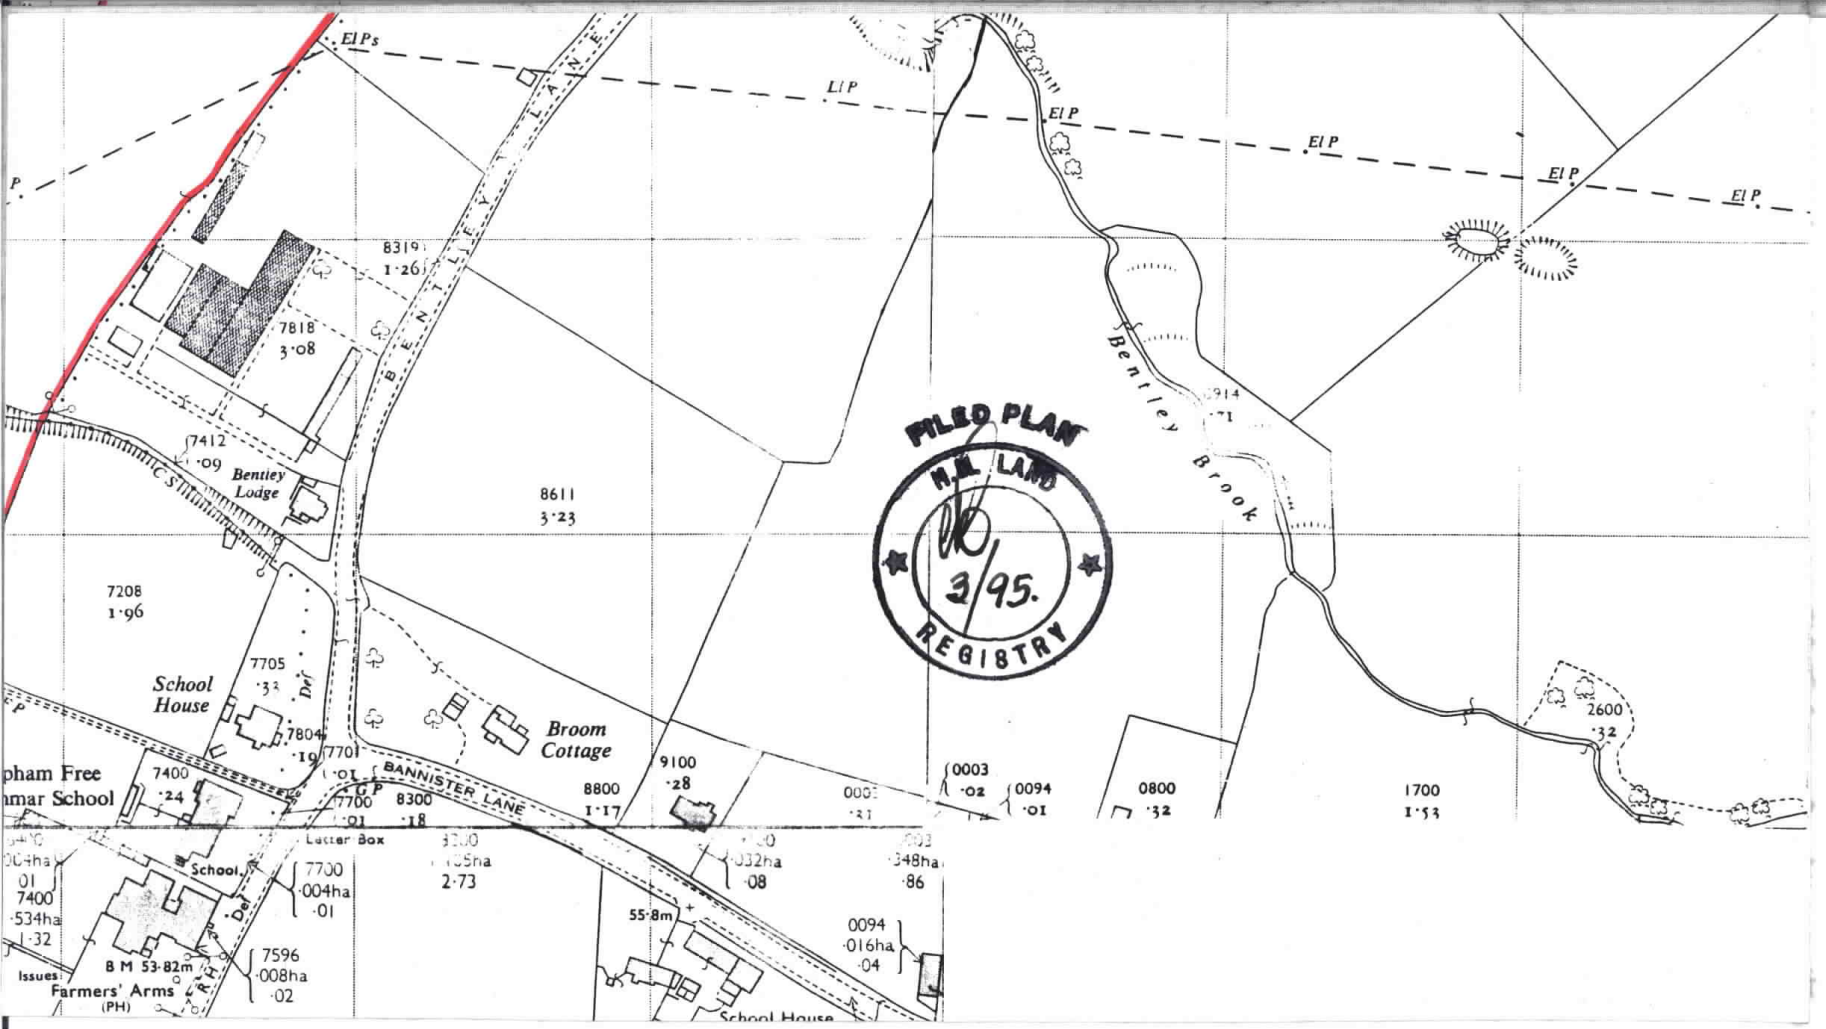 El Ps
BENTLEY LANE
El P
El P
El P
El P
P
8319
1·26
7818
3·08
7412
·09
Bentley
Lodge
C S
8611
3·23
7208
1·96
FILED PLAN
H.M. LAND
REGISTRY
3/95.
Bentley Brook
7705
·33
Def
School
House
7804
·19
7701
·01
Broom
Cottage
BANNISTER LANE
G P
7400
·24
7700
·01
8300
·18
8800
1·17
9100
·28
0003
·02
0094
·01
0800
·32
1700
1·53
2600
·32
pham Free
mar School
Letter Box
School
7700
·004ha
·01
2·73
·032ha
·08
·348ha
·86
01
7400
·534ha
1·32
Def
R H
55·8m
0094
·016ha
·04
7596
·008ha
·02
B M 53·82m
Issues
Farmers' Arms
(PH)
School House